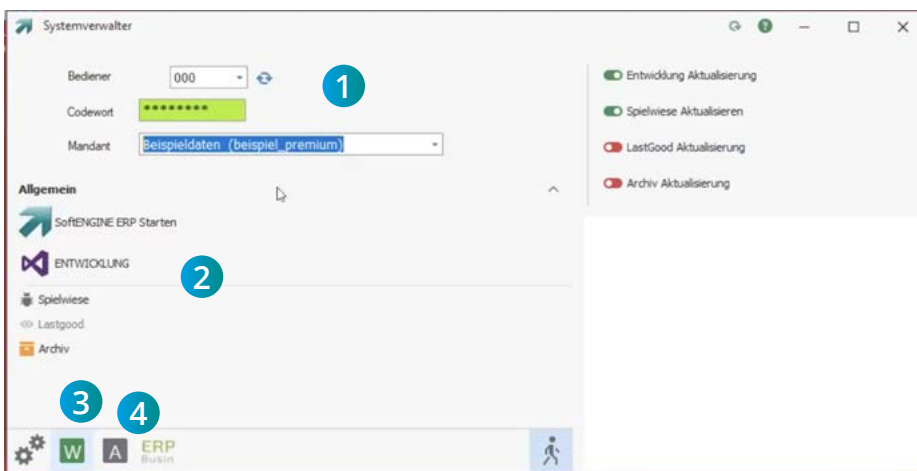 Systemverwalter
?
Bediener
000
1
Codewort
********
Mandant
Beispieldaten (beispiel_premium)
Allgemein
SoftENGINE ERP Starten
ENTWICKLUNG
2
Spielwiese
Lastgood
Archiv
3
4
W
A
ERP
Busin
Entwicklung Aktualisierung
Spielwiese Aktualisieren
LastGood Aktualisierung
Archiv Aktualisierung